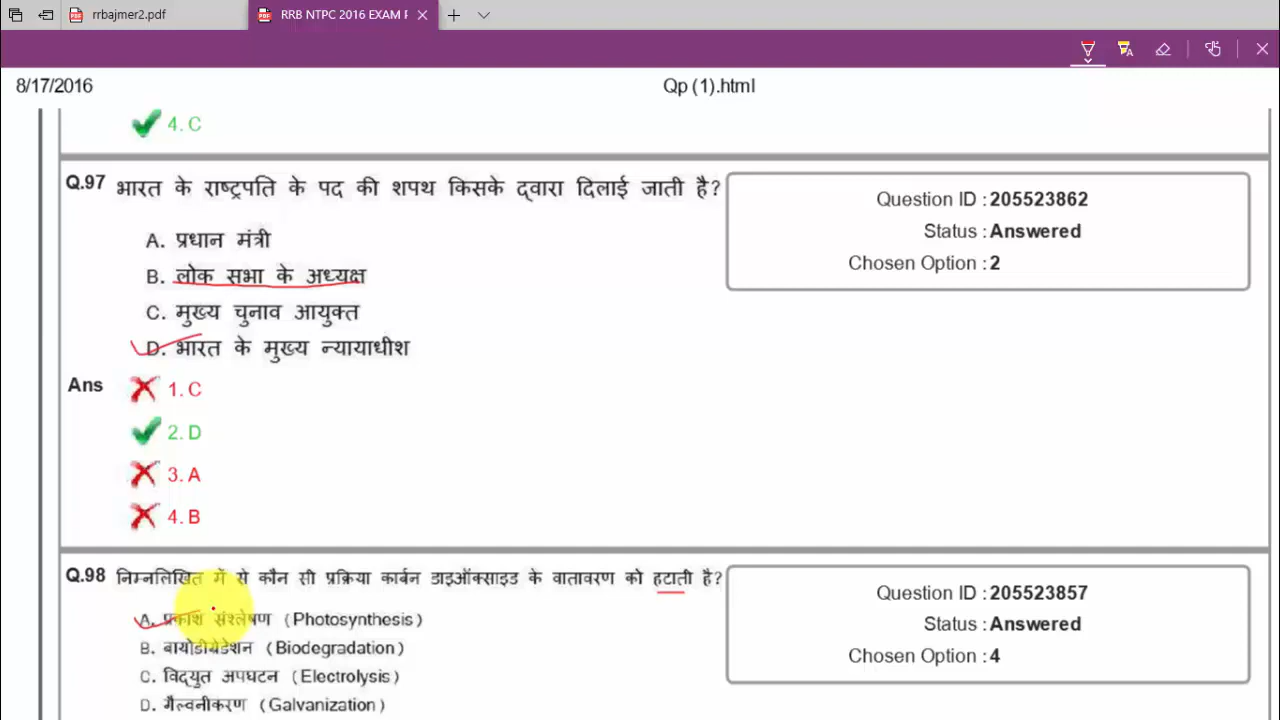 rrbajmer2.pdf
RRB NTPC 2016 EXAM F
8/17/2016
Qp (1).html
4. C
Q.97 भारत के राष्ट्रपति के पद की शपथ किसके द्वारा दिलाई जाती है?
A. प्रधान मंत्री
B. लोक सभा के अध्यक्ष
C. मुख्य चुनाव आयुक्त
D. भारत के मुख्य न्यायाधीश
Question ID : 205523862
Status : Answered
Chosen Option : 2
Ans
1. C
2. D
3. A
4. B
Q.98 निम्नलिखित में से कौन सी प्रक्रिया कार्बन डाइऑक्साइड के वातावरण को हटाती है?
A. प्रकाश संश्लेषण (Photosynthesis)
B. बायोडीग्रेडेशन (Biodegradation)
C. विद्युत अपघटन (Electrolysis)
D. गैल्वनीकरण (Galvanization)
Question ID : 205523857
Status : Answered
Chosen Option : 4